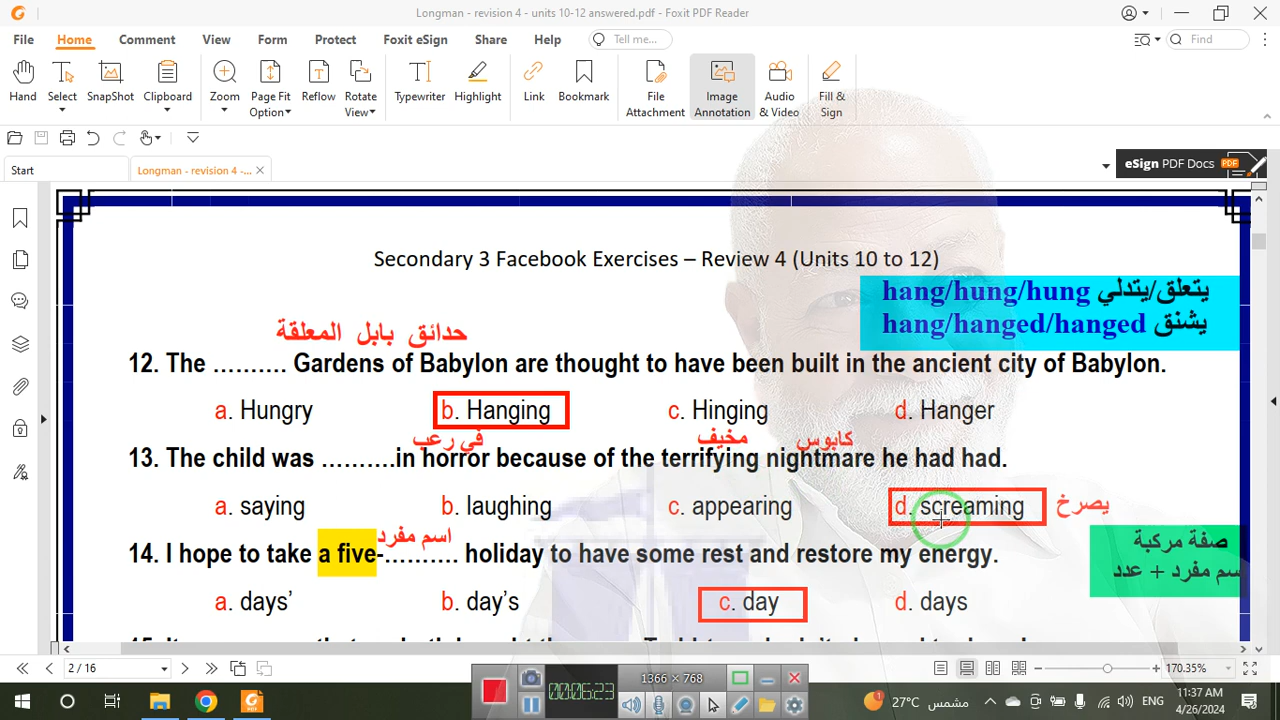 Longman - revision 4 - units 10-12 answered.pdf - Foxit PDF Reader
File Home Comment View Form Protect Foxit eSign Share Help Tell me... Find
Hand Select SnapShot Clipboard Zoom Page Fit Option Reflow Rotate View Typewriter Highlight Link Bookmark File Attachment Image Annotation Audio & Video Fill & Sign
Start Longman - revision 4 -... eSign PDF Docs PDF
Secondary 3 Facebook Exercises – Review 4 (Units 10 to 12)
hang/hung/hung يتعلق/يتدلي
hang/hanged/hanged يشنق
حدائق بابل المعلقة
12. The ………. Gardens of Babylon are thought to have been built in the ancient city of Babylon.
a. Hungry b. Hanging c. Hinging d. Hanger
في رعب مخيف كابوس
13. The child was ……….in horror because of the terrifying nightmare he had had.
a. saying b. laughing c. appearing d. screaming يصرخ
اسم مفرد
صفة مركبة
14. I hope to take a five-………. holiday to have some rest and restore my energy.
سم مفرد + عدد
a. days' b. day's c. day d. days
2 / 16 170.35%
1366 × 768
00:06:23
27°C مشمس ENG 11:37 AM
4/26/2024